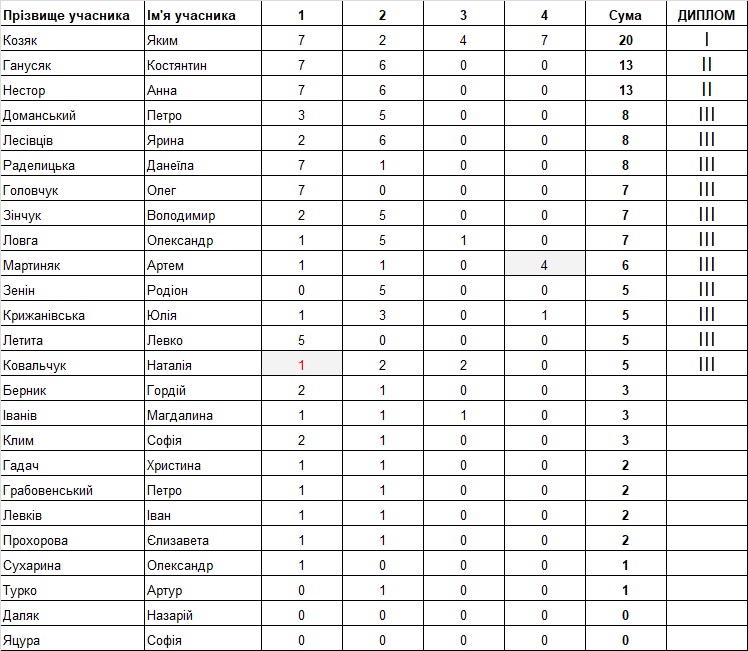 Прізвище учасника Ім'я учасника 1 2 3 4 Сума ДИПЛОМ
Козяк Яким 7 2 4 7 20 I
Ганусяк Костянтин 7 6 0 0 13 II
Нестор Анна 7 6 0 0 13 II
Доманський Петро 3 5 0 0 8 III
Лесівців Ярина 2 6 0 0 8 III
Раделицька Данеїла 7 1 0 0 8 III
Головчук Олег 7 0 0 0 7 III
Зінчук Володимир 2 5 0 0 7 III
Ловга Олександр 1 5 1 0 7 III
Мартиняк Артем 1 1 0 4 6 III
Зенін Родіон 0 5 0 0 5 III
Крижанівська Юлія 1 3 0 1 5 III
Летита Левко 5 0 0 0 5 III
Ковальчук Наталія 1 2 2 0 5 III
Берник Гордій 2 1 0 0 3
Іванів Магдалина 1 1 1 0 3
Клим Софія 2 1 0 0 3
Гадач Христина 1 1 0 0 2
Грабовенський Петро 1 1 0 0 2
Левків Іван 1 1 0 0 2
Прохорова Єлизавета 1 1 0 0 2
Сухарина Олександр 1 0 0 0 1
Турко Артур 0 1 0 0 1
Даляк Назарій 0 0 0 0 0
Яцура Софія 0 0 0 0 0